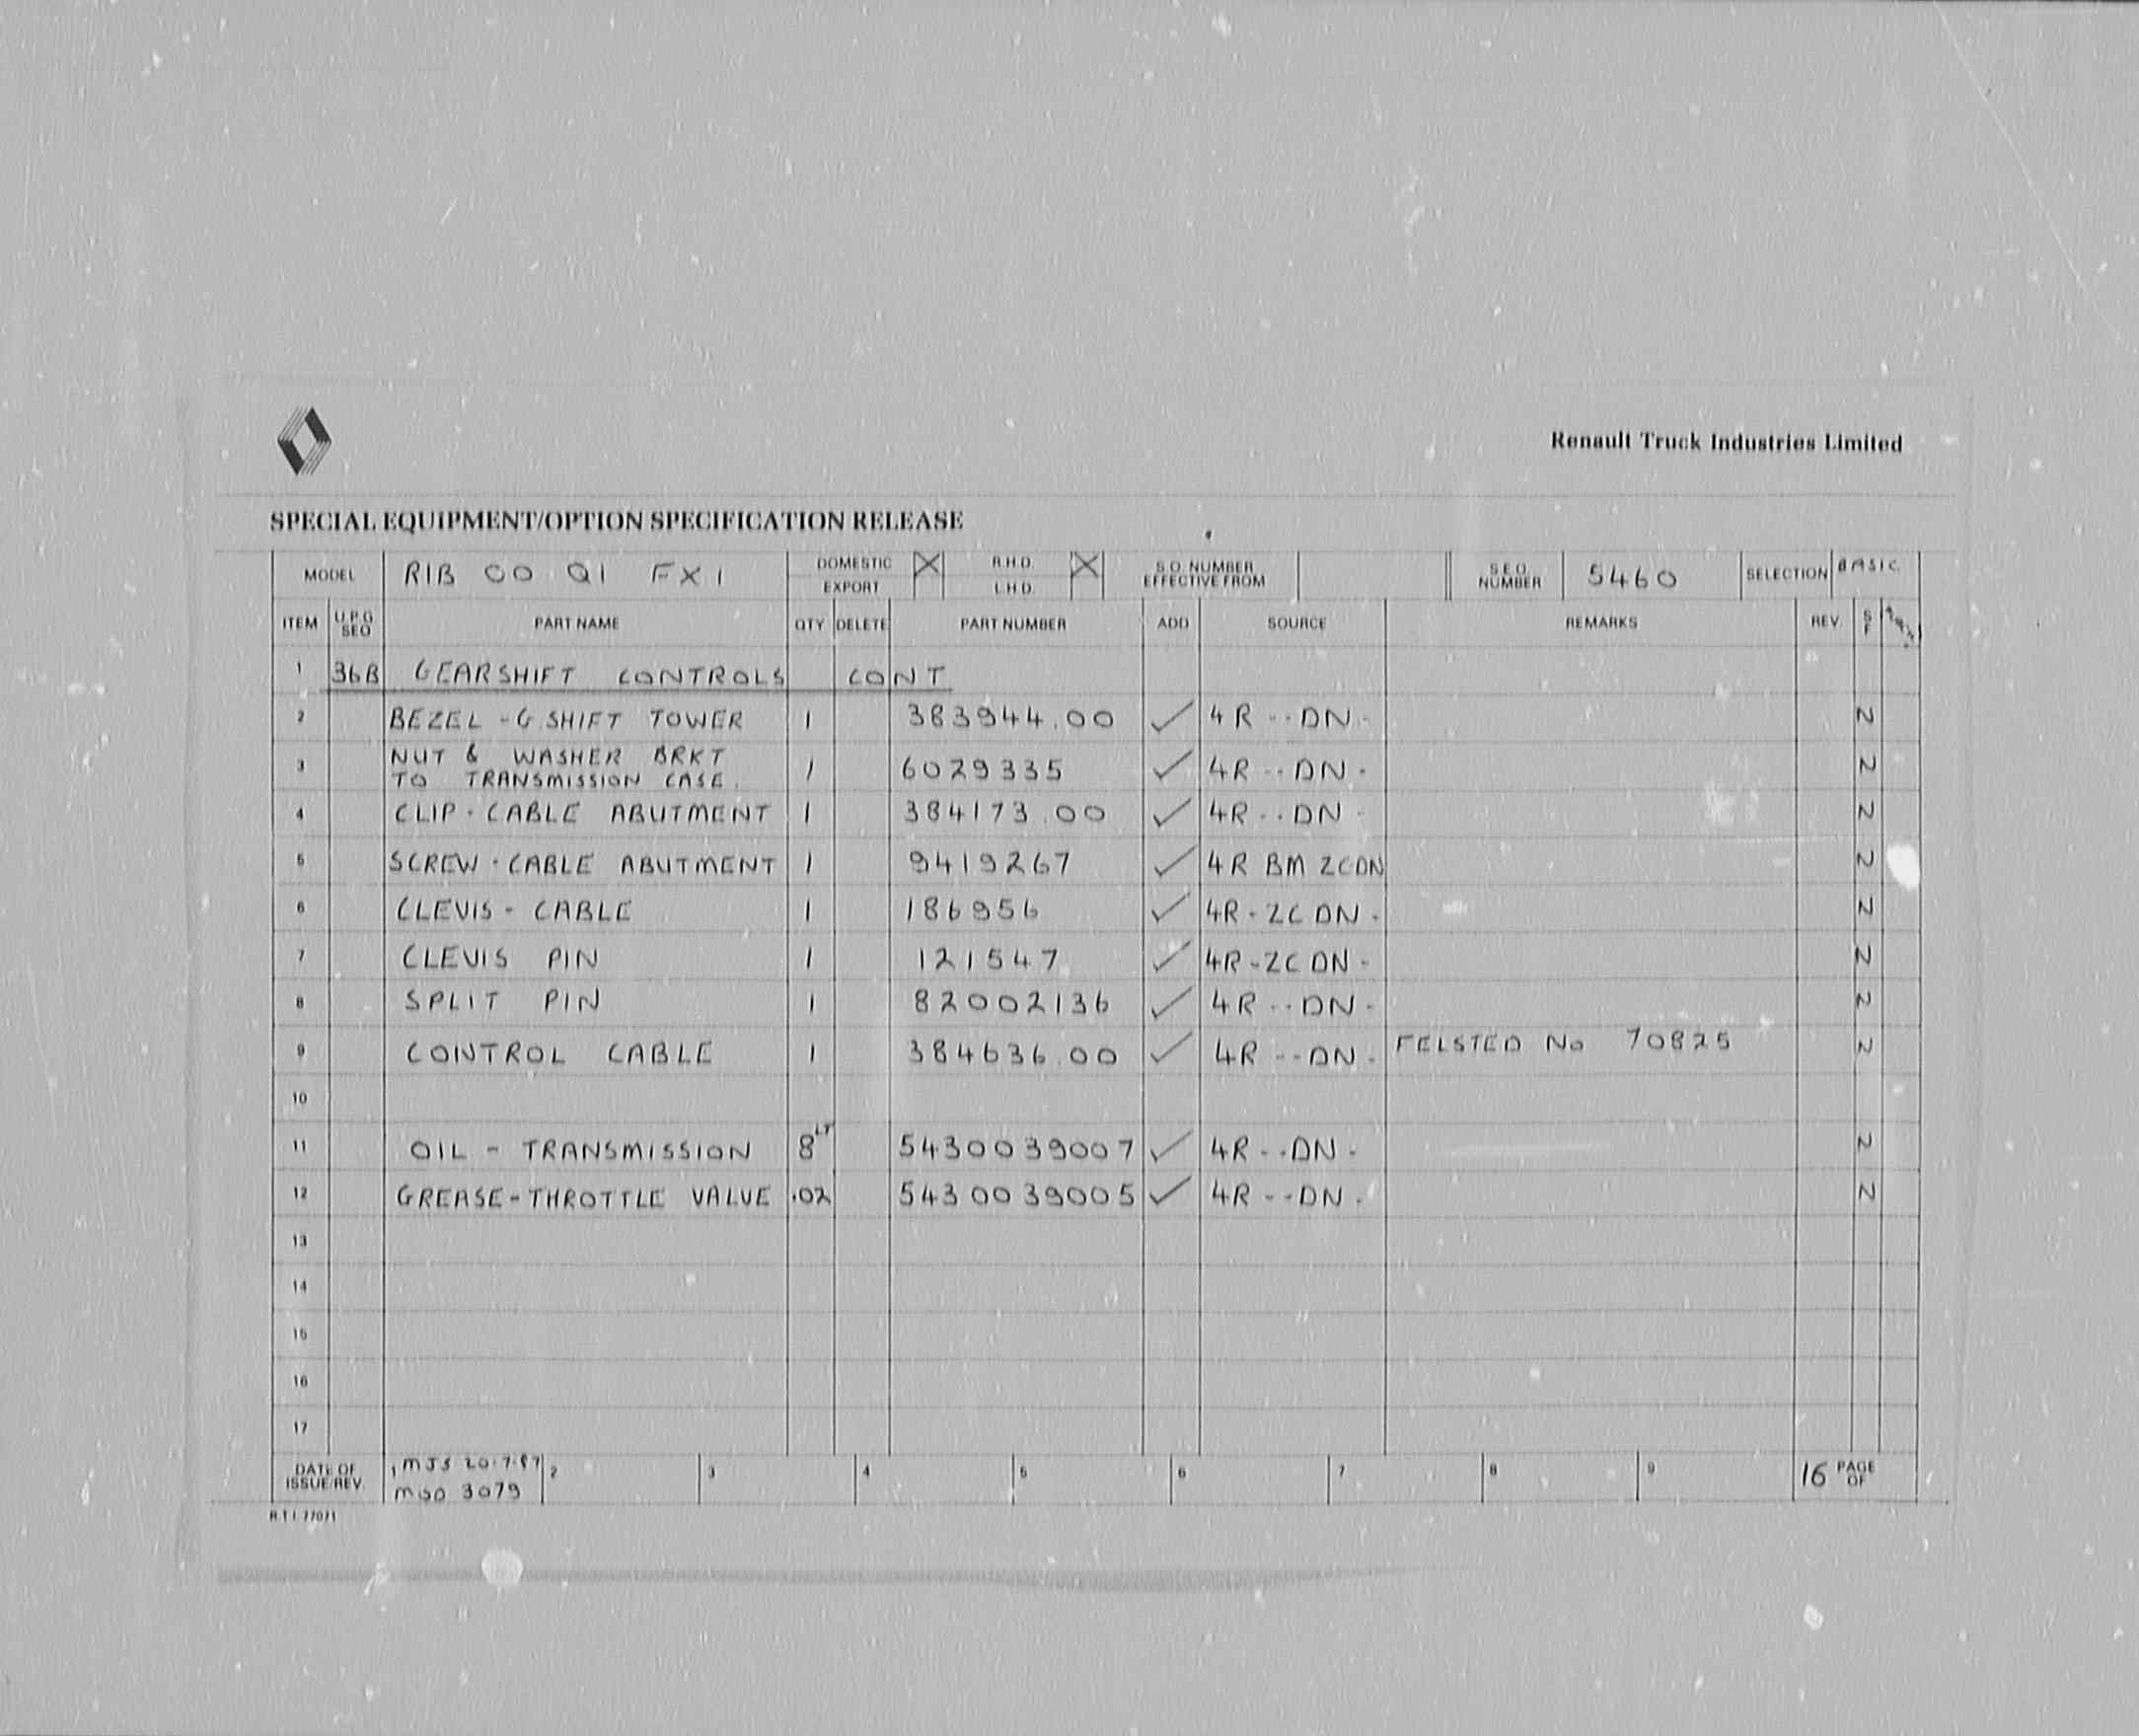 Renault Truck Industries Limited
SPECIAL EQUIPMENT/OPTION SPECIFICATION RELEASE
MODEL RIB 00 Q1 FX1 DOMESTIC X R.H.D. X S.O. NUMBER S.E.O. 5460 SELECTION BASIC
EXPORT L.H.D. EFFECTIVE FROM NUMBER
ITEM U.P.G SEO PART NAME QTY DELETE PART NUMBER ADD SOURCE REMARKS REV. S F
1 36B GEARSHIFT CONTROLS CONT
2 BEZEL - G.SHIFT TOWER 1 383944.00 ✓ 4R --DN- N
3 NUT & WASHER BRKT
TO TRANSMISSION CASE. 1 6029335 ✓ 4R --DN- N
4 CLIP - CABLE ABUTMENT 1 384173.00 ✓ 4R --DN- N
5 SCREW - CABLE ABUTMENT 1 9419267 ✓ 4R BM ZCDN N
6 CLEVIS - CABLE 1 186956 ✓ 4R-ZC DN- N
7 CLEVIS PIN 1 121547 ✓ 4R-ZC DN- N
8 SPLIT PIN 1 82002136 ✓ 4R --DN- N
9 CONTROL CABLE 1 384636.00 ✓ 4R --DN- FELSTED No 70825 N
10
11 OIL - TRANSMISSION 8 LT 5430039007 ✓ 4R --DN- N
12 GREASE - THROTTLE VALVE .02 5430039005 ✓ 4R --DN- N
13
14
15
16
17
DATE OF ISSUE/REV. 1 MJS 20.7.87 2 3 4 5 6 7 8 9 16 PAGE OF
MOD 3079
R.T.I. 77071